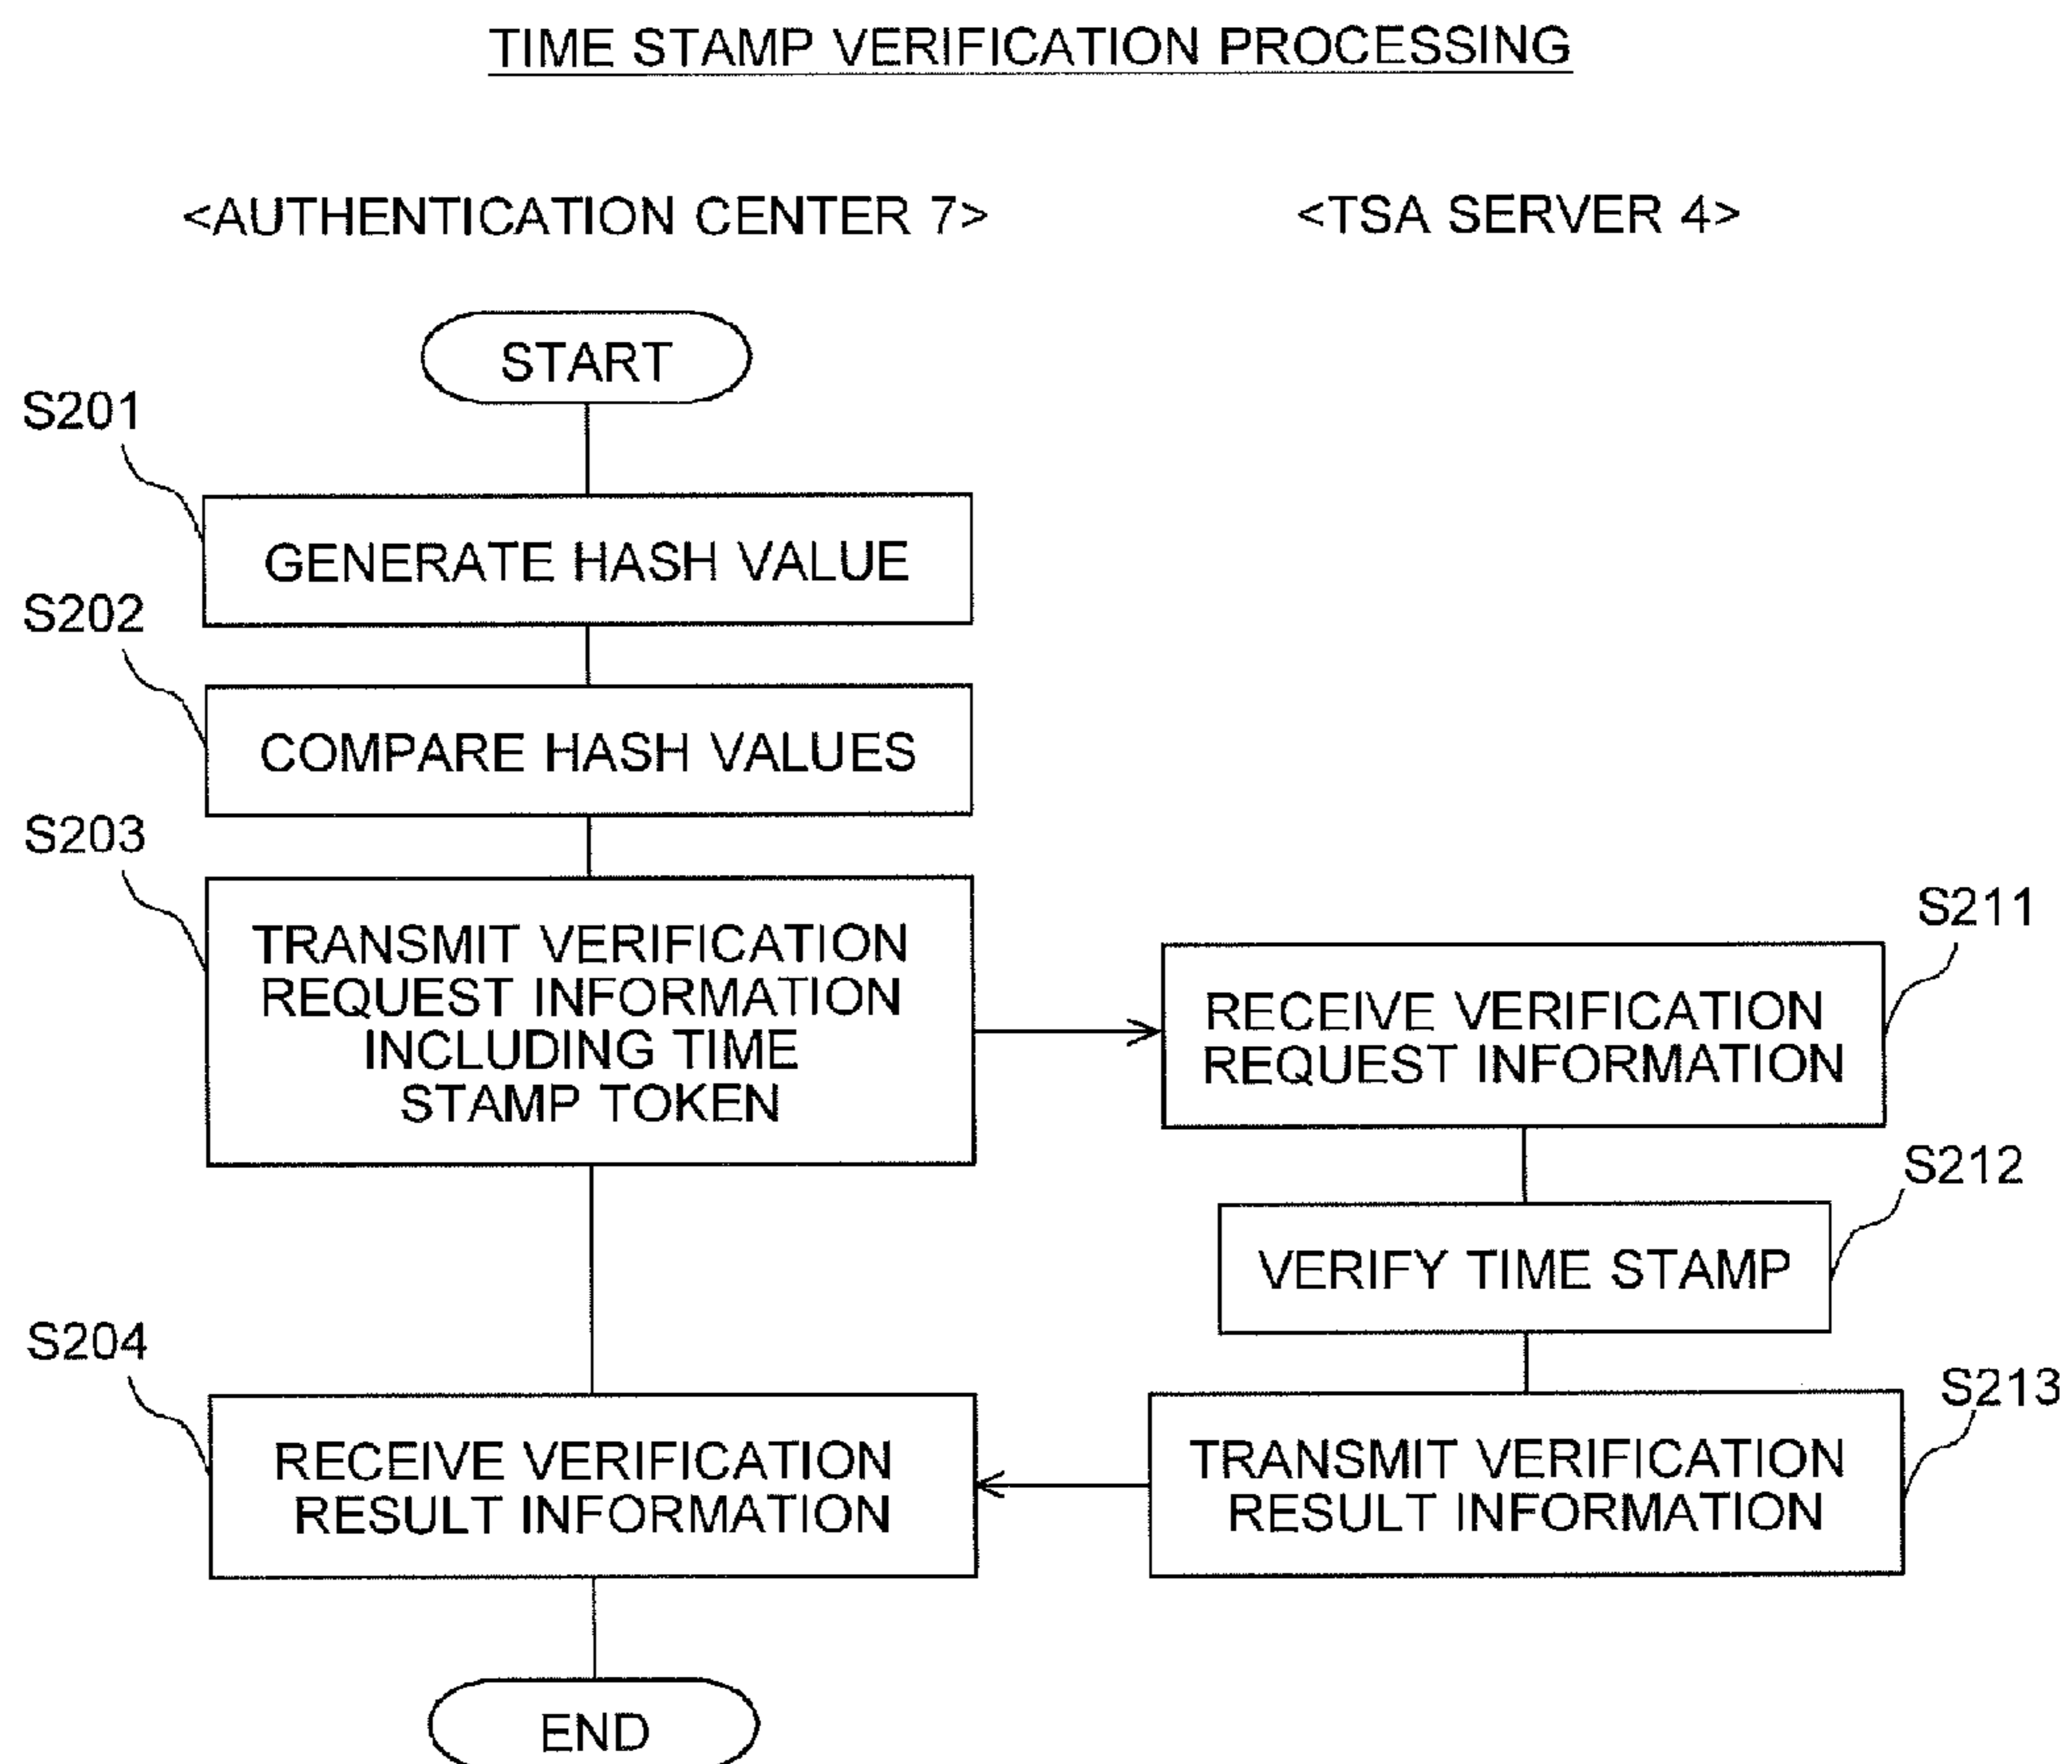 TIME STAMP VERIFICATION PROCESSING
<AUTHENTICATION CENTER 7>
<TSA SERVER 4>
START
S201
GENERATE HASH VALUE
S202
COMPARE HASH VALUES
S203
TRANSMIT VERIFICATION
REQUEST INFORMATION
INCLUDING TIME
STAMP TOKEN
S211
RECEIVE VERIFICATION
REQUEST INFORMATION
S212
VERIFY TIME STAMP
S204
RECEIVE VERIFICATION
RESULT INFORMATION
S213
TRANSMIT VERIFICATION
RESULT INFORMATION
END